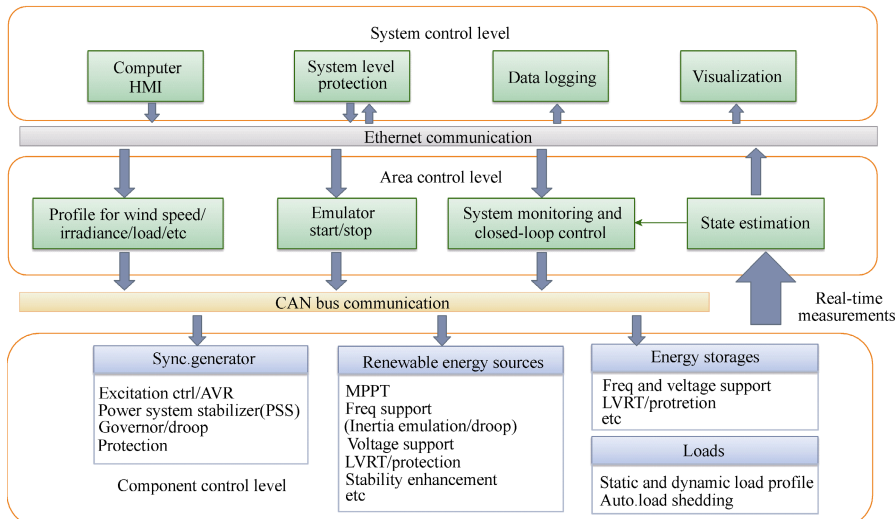 System control level
Computer
HMI
System level
protection
Data logging
Visualization
Ethernet communication
Area control level
Profile for wind speed/
irradiance/load/etc
Emulator
start/stop
System monitoring and
closed-loop control
State estimation
CAN bus communication
Real-time
measurements
Sync.generator
Excitation ctrl/AVR
Power system stabilizer(PSS)
Governor/droop
Protection
Renewable energy sources
MPPT
Freq support
(Inertia emulation/droop)
Voltage support
LVRT/protection
Stability enhancement
etc
Energy storages
Freq and veltage support
LVRT/protretion
etc
Loads
Static and dynamic load profile
Auto.load shedding
Component control level